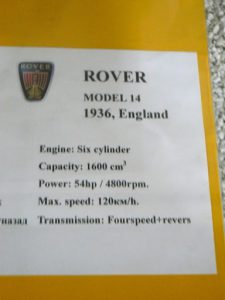 ROVER
ROVER
MODEL 14
1936, England
Engine: Six cylinder
Capacity: 1600 cm³
Power: 54hp / 4800rpm.
Max. speed: 120км/h.
Transmission: Fourspeed+revers